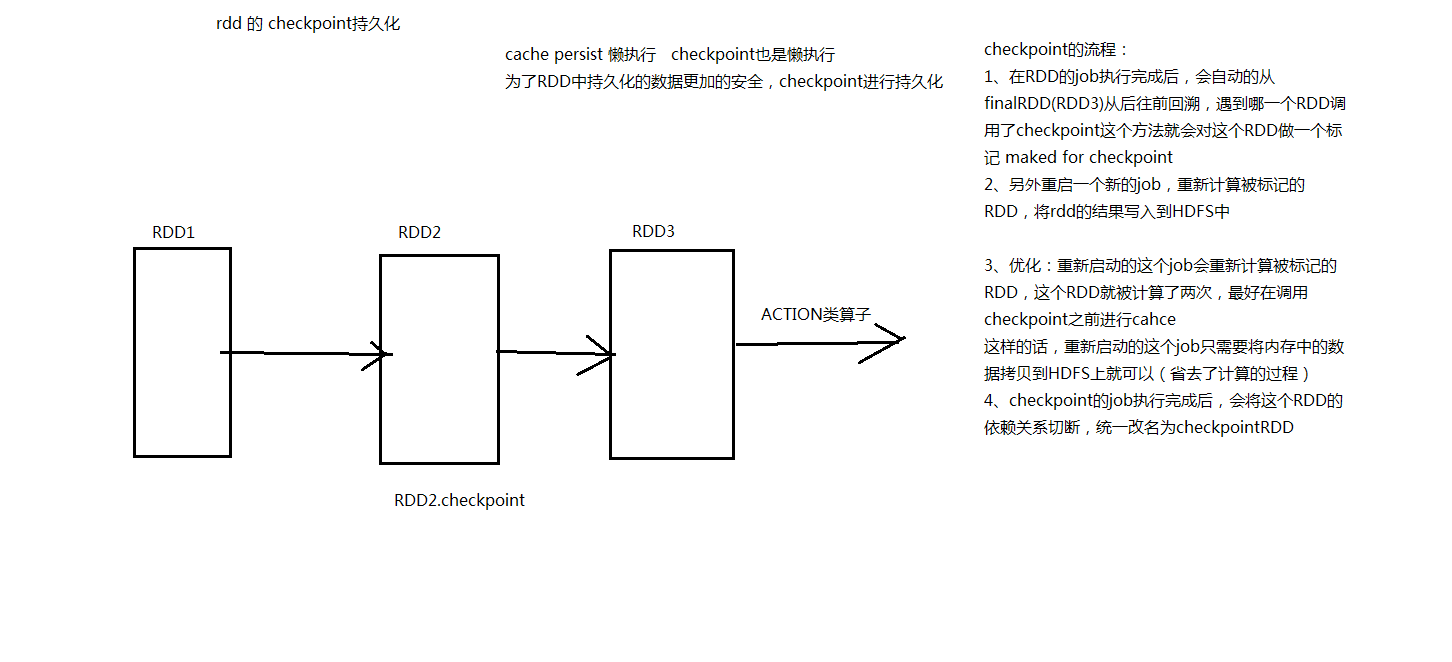 rdd 的 checkpoint持久化
cache persist 懒执行 checkpoint也是懒执行
为了RDD中持久化的数据更加的安全，checkpoint进行持久化
checkpoint的流程：
1、在RDD的job执行完成后，会自动的从
finalRDD(RDD3)从后往前回溯，遇到哪一个RDD调
用了checkpoint这个方法就会对这个RDD做一个标
记 maked for checkpoint
2、另外重启一个新的job，重新计算被标记的
RDD，将rdd的结果写入到HDFS中
3、优化：重新启动的这个job会重新计算被标记的
RDD，这个RDD就被计算了两次，最好在调用
checkpoint之前进行cahce
这样的话，重新启动的这个job只需要将内存中的数
据拷贝到HDFS上就可以（省去了计算的过程）
4、checkpoint的job执行完成后，会将这个RDD的
依赖关系切断，统一改名为checkpointRDD
RDD1
RDD2
RDD3
ACTION类算子
RDD2.checkpoint